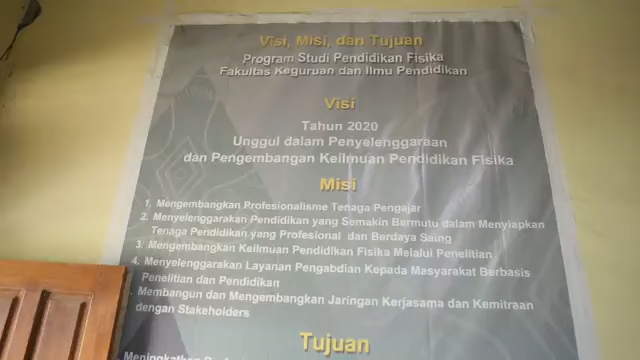 Visi, Misi, dan Tujuan
Program Studi Pendidikan Fisika
Fakultas Keguruan dan Ilmu Pendidikan
Visi
Tahun 2020
Unggul dalam Penyelenggaraan
dan Pengembangan Keilmuan Pendidikan Fisika
Misi
1. Mengembangkan Profesionalisme Tenaga Pengajar
2. Menyelenggarakan Pendidikan yang Semakin Bermutu dalam Menyiapkan
Tenaga Pendidikan yang Profesional dan Berdaya Saing
3. Mengembangkan Keilmuan Pendidikan Fisika Melalui Penelitian
4. Menyelenggarakan Layanan Pengabdian Kepada Masyarakat Berbasis
Penelitian dan Pendidikan
Membangun dan Mengembangkan Jaringan Kerjasama dan Kemitraan
dengan Stakeholders
Tujuan
Meningkatkan